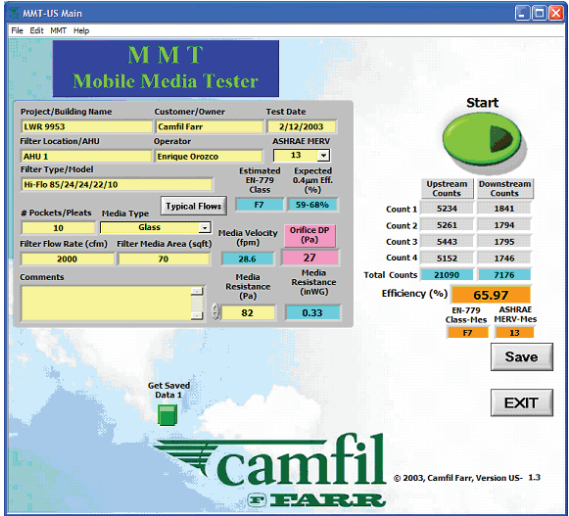 MMT-US Main
File Edit MMT Help
M M T
Mobile Media Tester
Project/Building Name Customer/Owner Test Date
LWR 9953 Camfil Farr 2/12/2003
Filter Location/AHU Operator ASHRAE MERV
AHU 1 Enrique Orozco 13
Filter Type/Model Estimated EN-779 Class Expected 0.4µm Eff. (%)
Hi-Flo 85/24/24/22/10 F7 59-68%
Typical Flows
# Pockets/Pleats Media Type Media Velocity (fpm) Orifice DP (Pa)
10 Glass 28.6 27
Filter Flow Rate (cfm) Filter Media Area (sqft)
2000 70
Comments Media Resistance (Pa) Media Resistance (inWG)
82 0.33
Start
Upstream Counts Downstream Counts
Count 1 5234 1841
Count 2 5261 1794
Count 3 5443 1795
Count 4 5152 1746
Total Counts 21090 7176
Efficiency (%) 65.97
EN-779 Class-Mes ASHRAE MERV-Mes
F7 13
Save
EXIT
Get Saved
Data 1
camfil
F FARR
© 2003, Camfil Farr, Version US- 1.3